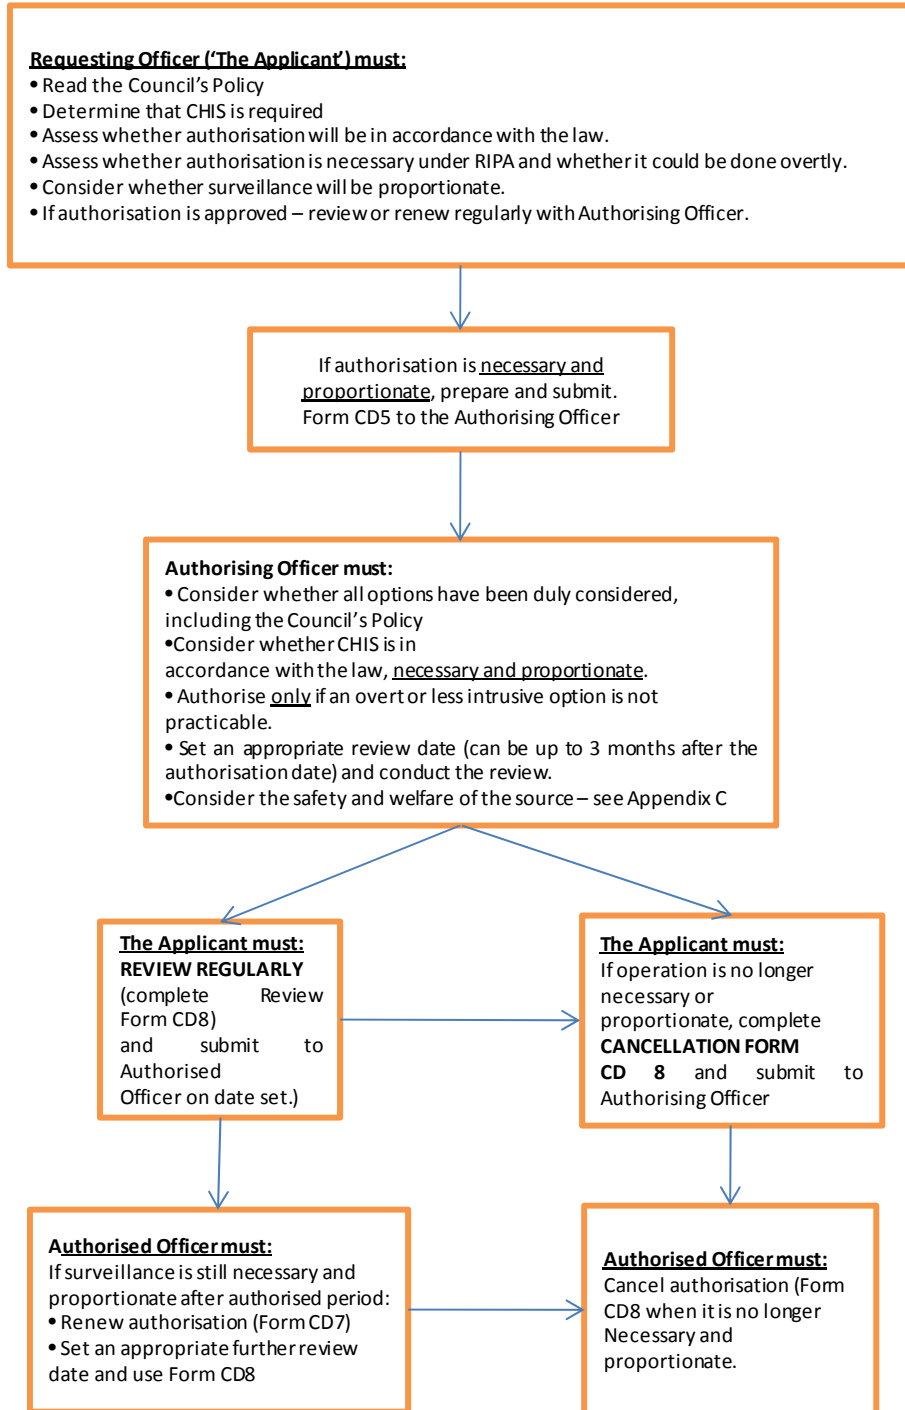 Requesting Officer (‘The Applicant’) must:
• Read the Council’s Policy
• Determine that CHIS is required
• Assess whether authorisation will be in accordance with the law.
• Assess whether authorisation is necessary under RIPA and whether it could be done overtly.
• Consider whether surveillance will be proportionate.
• If authorisation is approved – review or renew regularly with Authorising Officer.
If authorisation is necessary and
proportionate, prepare and submit.
Form CD5 to the Authorising Officer
Authorising Officer must:
• Consider whether all options have been duly considered,
including the Council’s Policy
•Consider whether CHIS is in
accordance with the law, necessary and proportionate.
• Authorise only if an overt or less intrusive option is not
practicable.
• Set an appropriate review date (can be up to 3 months after the
authorisation date) and conduct the review.
•Consider the safety and welfare of the source – see Appendix C
The Applicant must:
REVIEW REGULARLY
(complete Review
Form CD8)
and submit to
Authorised
Officer on date set.)
The Applicant must:
If operation is no longer
necessary or
proportionate, complete
CANCELLATION FORM
CD 8 and submit to
Authorising Officer
Authorised Officer must:
If surveillance is still necessary and
proportionate after authorised period:
• Renew authorisation (Form CD7)
• Set an appropriate further review
date and use Form CD8
Authorised Officer must:
Cancel authorisation (Form
CD8 when it is no longer
Necessary and
proportionate.